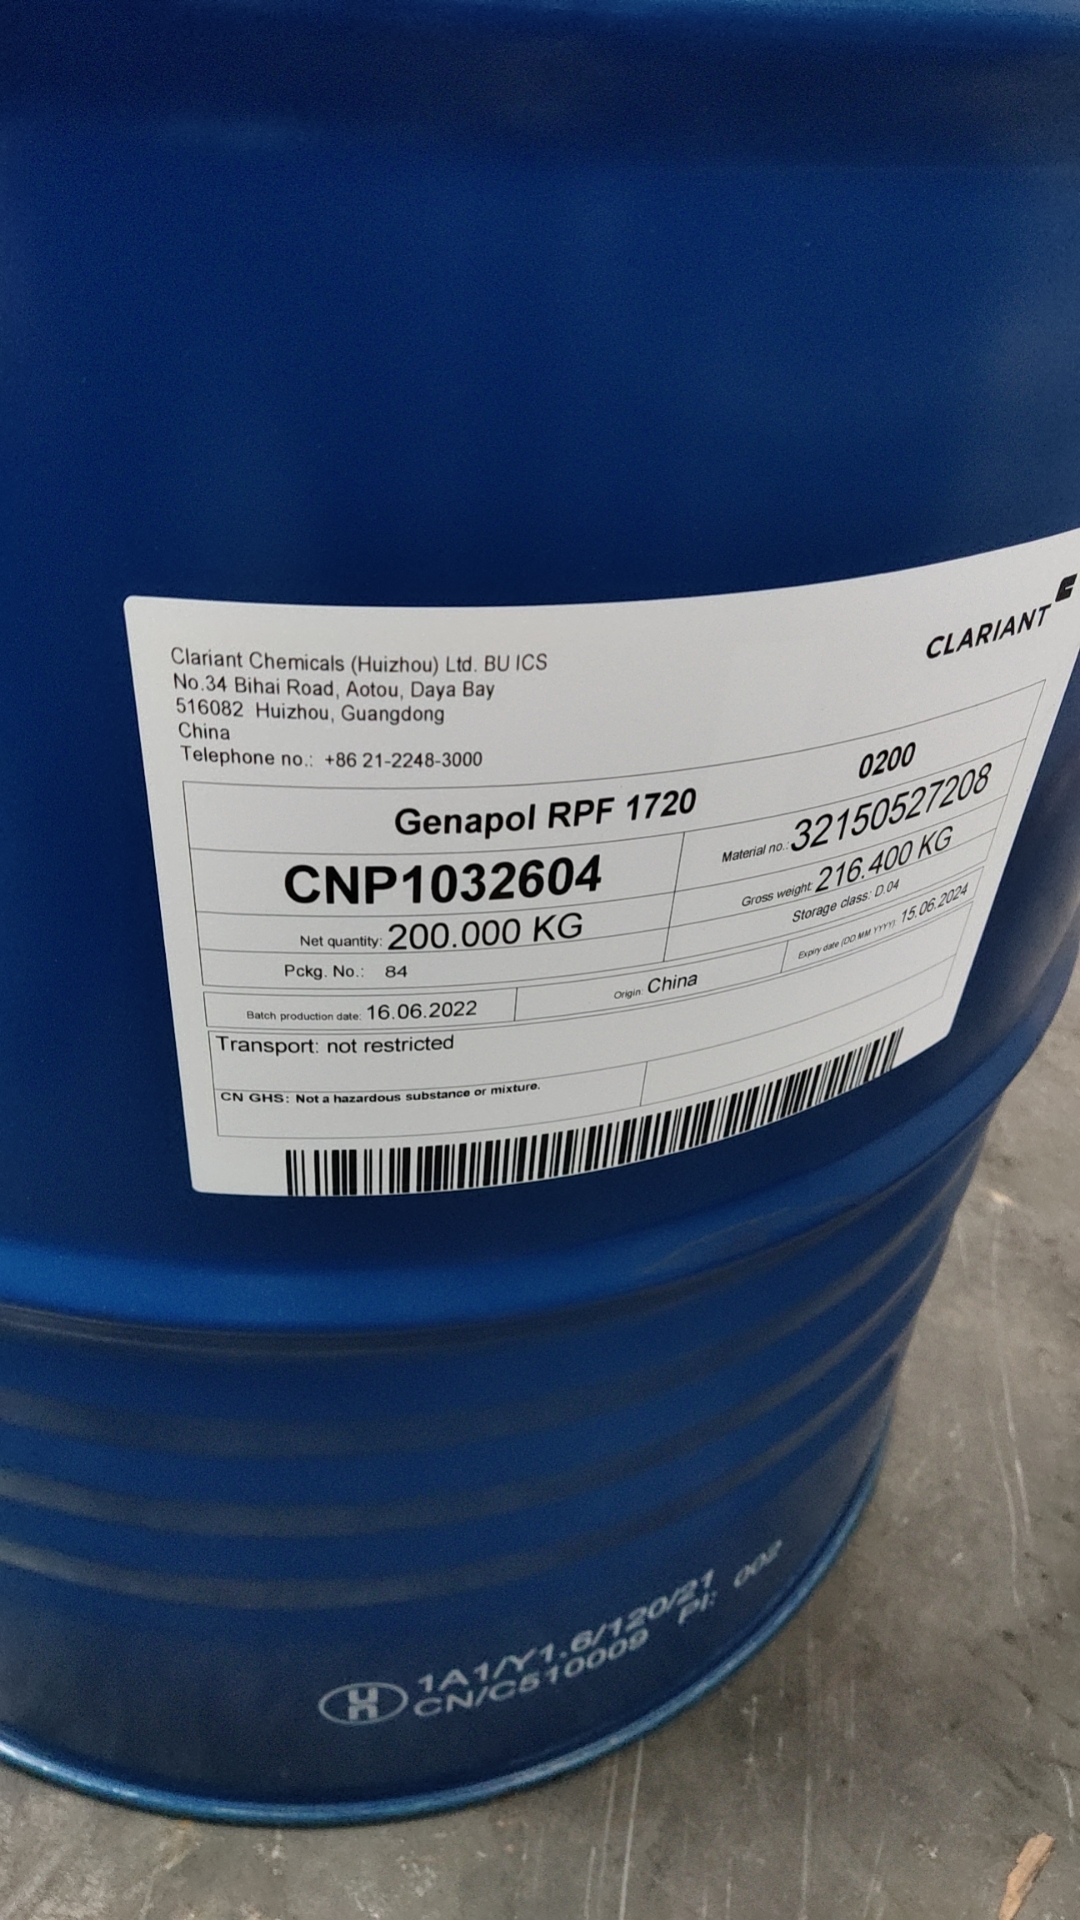 CLARIANT
Clariant Chemicals (Huizhou) Ltd. BU ICS
No.34 Bihai Road, Aotou, Daya Bay
516082 Huizhou, Guangdong
China
Telephone no.: +86 21-2248-3000
Genapol RPF 1720 0200
CNP1032604
Material no.: 32150527208
Gross weight: 216.400 KG
Net quantity: 200.000 KG
Storage class: D.04
Pckg. No.: 84
Expiry date (DD.MM.YYYY) 15.06.2024
Batch production date: 16.06.2022
Origin: China
Transport: not restricted
CN GHS: Not a hazardous substance or mixture.
1A1/Y1.6/120/21
CN/C510009 PI: 002